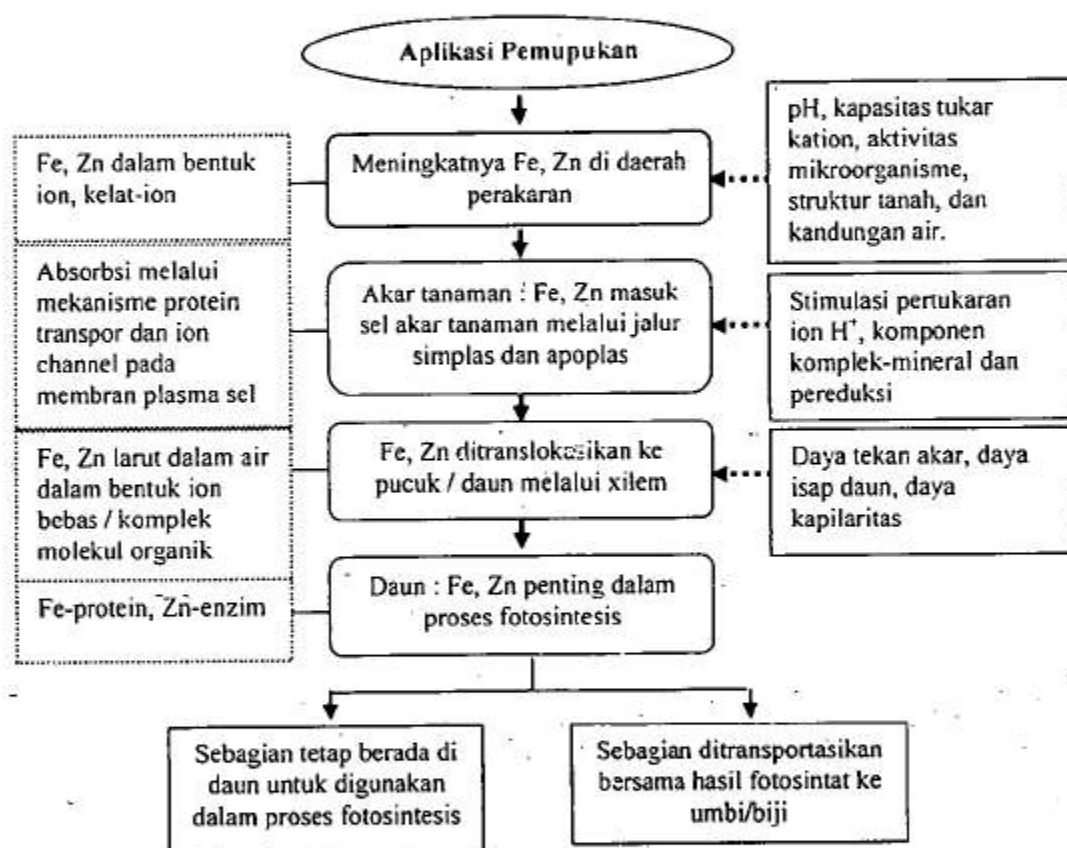 Aplikasi Pemupukan
Fe, Zn dalam bentuk
ion, kelat-ion
Meningkatnya Fe, Zn di daerah
perakaran
pH, kapasitas tukar
kation, aktivitas
mikroorganisme,
struktur tanah, dan
kandungan air.
Absorbsi melalui
mekanisme protein
transpor dan ion
channel pada
membran plasma sel
Akar tanaman : Fe, Zn masuk
sel akar tanaman melalui jalur
simplas dan apoplas
Stimulasi pertukaran
ion H⁺, komponen
komplek-mineral dan
pereduksi
Fe, Zn larut dalam air
dalam bentuk ion
bebas / komplek
molekul organik
Fe, Zn ditranslokasikan ke
pucuk / daun melalui xilem
Daya tekan akar, daya
isap daun, daya
kapilaritas
Fe-protein, Zn-enzim
Daun : Fe, Zn penting dalam
proses fotosintesis
Sebagian tetap berada di
daun untuk digunakan
dalam proses fotosintesis
Sebagian ditransportasikan
bersama hasil fotosintat ke
umbi/biji